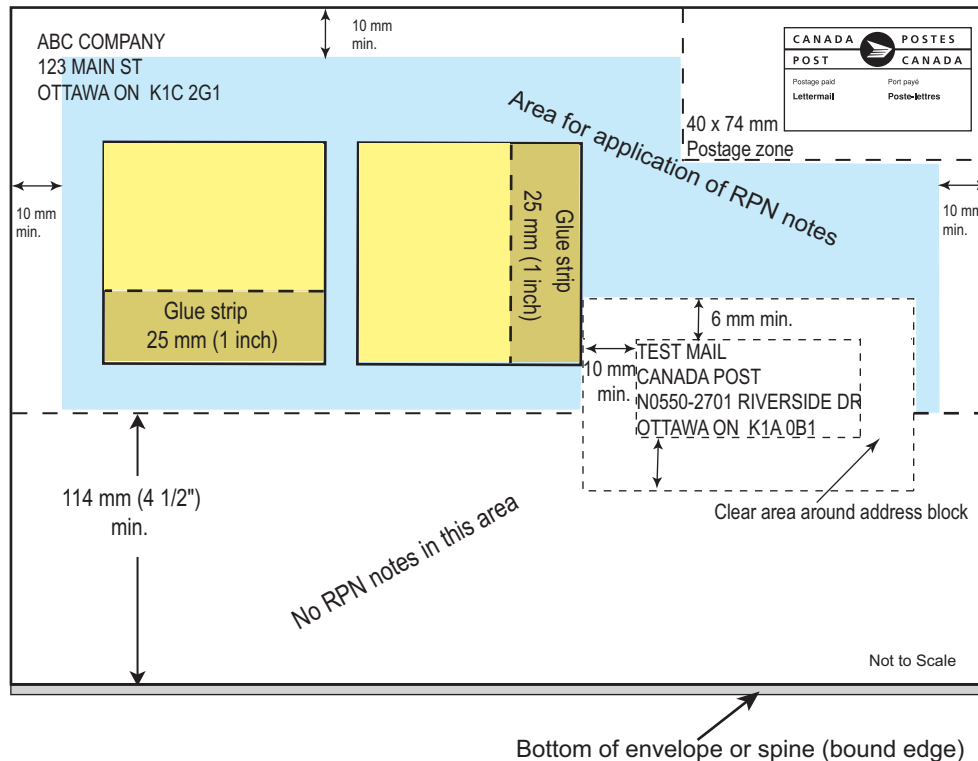 10 mm
min.
ABC COMPANY
123 MAIN ST
OTTAWA ON  K1C 2G1
CANADA POSTES
POST CANADA
Postage paid Port payé
Lettermail Poste-lettres
40 x 74 mm
Postage zone
Area for application of RPN notes
10 mm
min.
10 mm
min.
Glue strip
25 mm (1 inch)
Glue strip
25 mm (1 inch)
6 mm min.
10 mm
min.
TEST MAIL
CANADA POST
N0550-2701 RIVERSIDE DR
OTTAWA ON  K1A 0B1
114 mm (4 1/2")
min.
Clear area around address block
No RPN notes in this area
Not to Scale
Bottom of envelope or spine (bound edge)